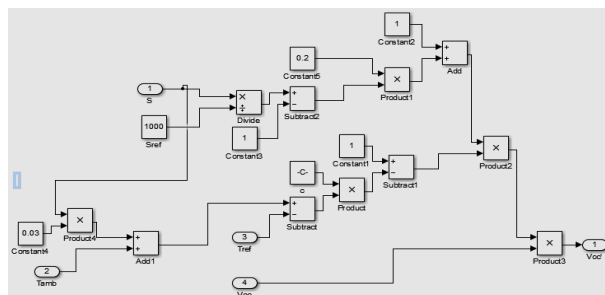 1
Constant2
0.2
Constant5
+
+
Add
1
S
×
÷
Divide
+
−
Subtract2
×
Product1
1000
Sref
1
Constant3
1
Constant1
+
−
Subtract1
×
Product2
-C-
c
×
Product
0.03
Constant4
×
Product4
+
+
Add1
+
−
Subtract
3
Tref
2
Tamb
4
Voc
×
Product3
1
Voc'